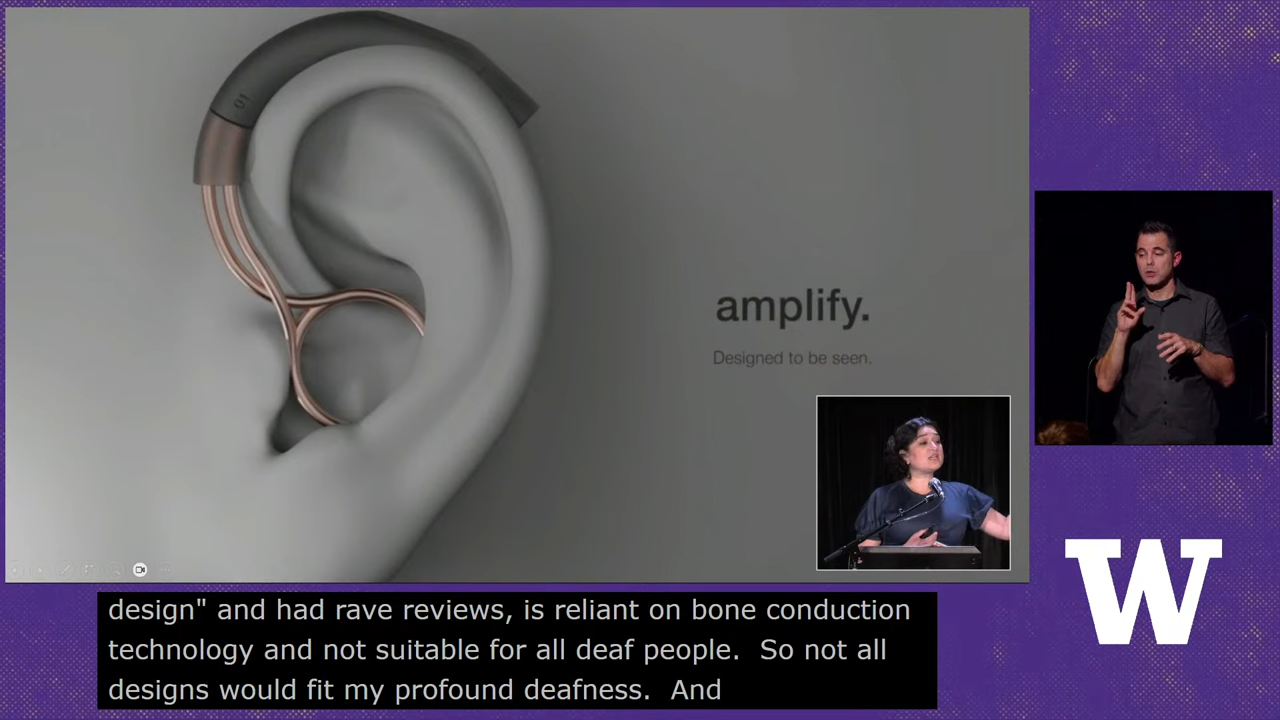 01
amplify.
Designed to be seen.
W
design" and had rave reviews, is reliant on bone conduction
technology and not suitable for all deaf people.  So not all
designs would fit my profound deafness.  And